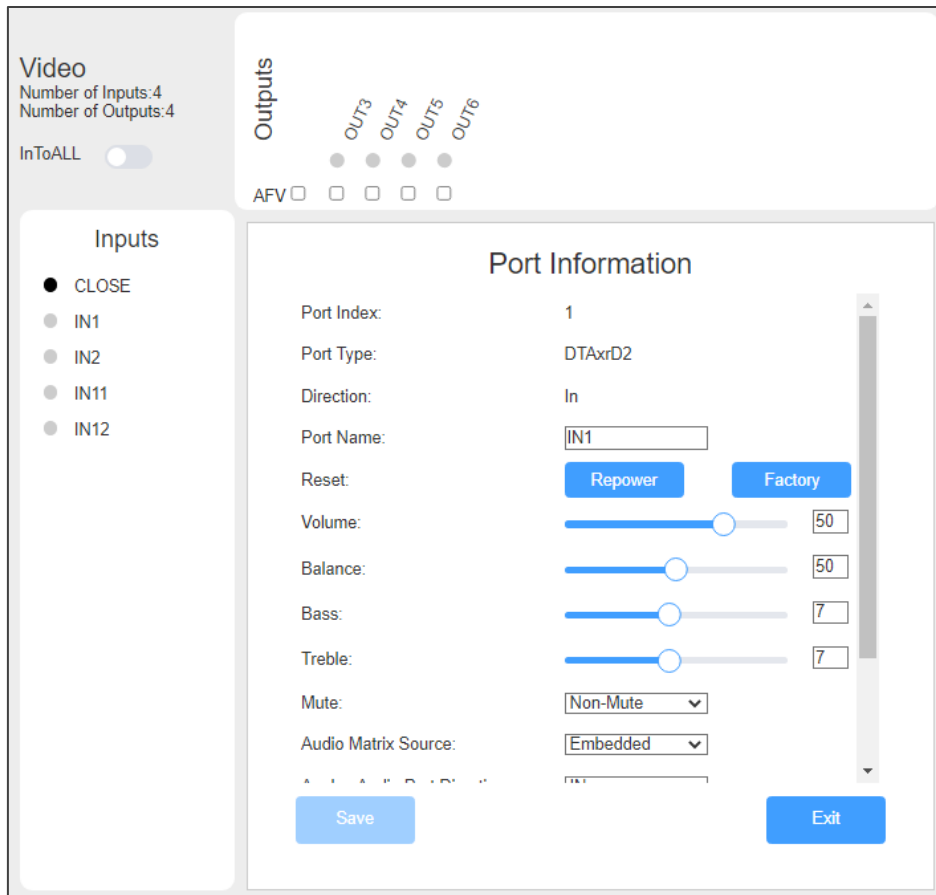 Video
Number of Inputs:4
Number of Outputs:4
InToALL
Outputs
OUT3
OUT4
OUT5
OUT6
AFV
Inputs
CLOSE
IN1
IN2
IN11
IN12
Port Information
Port Index: 1
Port Type: DTAxrD2
Direction: In
Port Name: IN1
Reset: Repower Factory
Volume: 50
Balance: 50
Bass: 7
Treble: 7
Mute: Non-Mute
Audio Matrix Source: Embedded
Save Exit